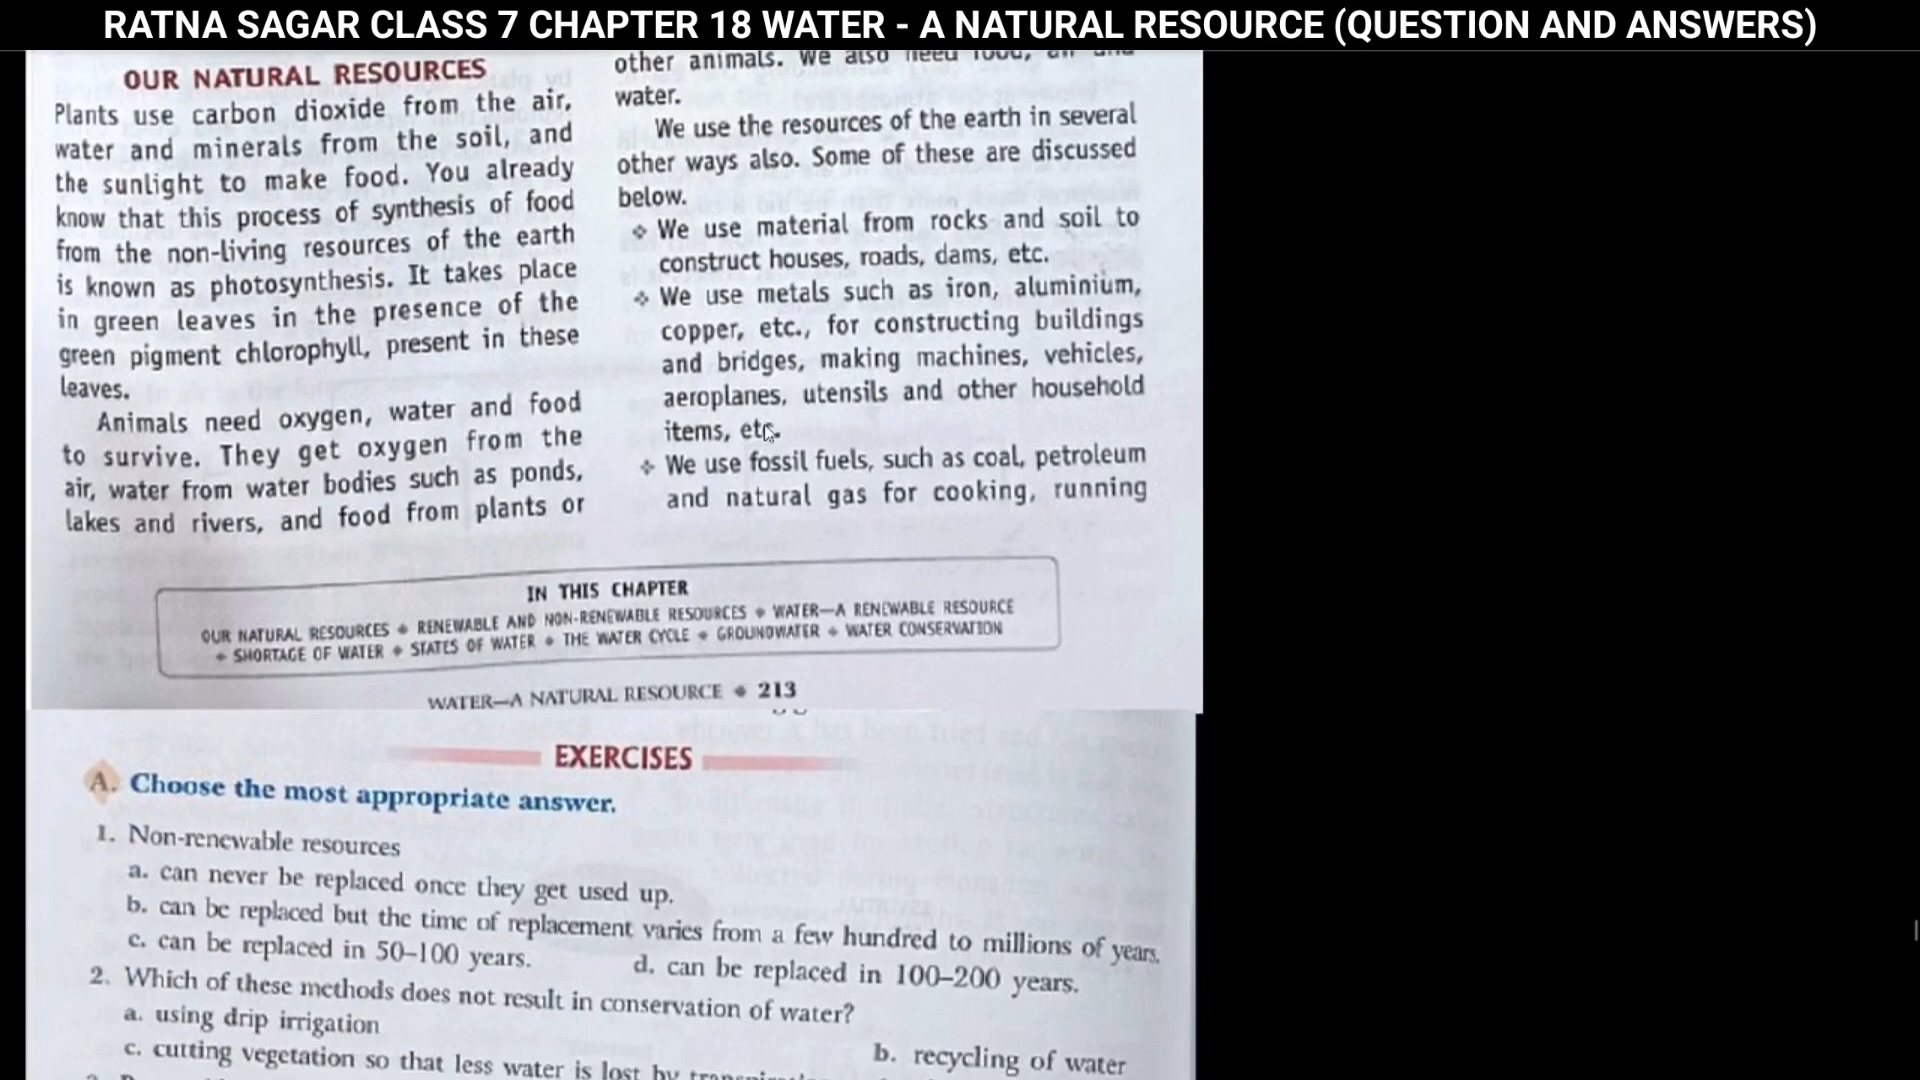 RATNA SAGAR CLASS 7 CHAPTER 18 WATER - A NATURAL RESOURCE (QUESTION AND ANSWERS)
OUR NATURAL RESOURCES
Plants use carbon dioxide from the air,
water and minerals from the soil, and
the sunlight to make food. You already
know that this process of synthesis of food
from the non-living resources of the earth
is known as photosynthesis. It takes place
in green leaves in the presence of the
green pigment chlorophyll, present in these
leaves.
Animals need oxygen, water and food
to survive. They get oxygen from the
air, water from water bodies such as ponds,
lakes and rivers, and food from plants or
other animals. We also need food, air and
water.
We use the resources of the earth in several
other ways also. Some of these are discussed
below.
❖ We use material from rocks and soil to
construct houses, roads, dams, etc.
❖ We use metals such as iron, aluminium,
copper, etc., for constructing buildings
and bridges, making machines, vehicles,
aeroplanes, utensils and other household
items, etc.
❖ We use fossil fuels, such as coal, petroleum
and natural gas for cooking, running
IN THIS CHAPTER
OUR NATURAL RESOURCES ◆ RENEWABLE AND NON-RENEWABLE RESOURCES ◆ WATER—A RENEWABLE RESOURCE
◆ SHORTAGE OF WATER ◆ STATES OF WATER ◆ THE WATER CYCLE ◆ GROUNDWATER ◆ WATER CONSERVATION
WATER—A NATURAL RESOURCE ◆ 213
EXERCISES
A. Choose the most appropriate answer.
1. Non-renewable resources
a. can never be replaced once they get used up.
b. can be replaced but the time of replacement varies from a few hundred to millions of years.
c. can be replaced in 50–100 years.
d. can be replaced in 100–200 years.
2. Which of these methods does not result in conservation of water?
a. using drip irrigation
b. recycling of water
c. cutting vegetation so that less water is lost by